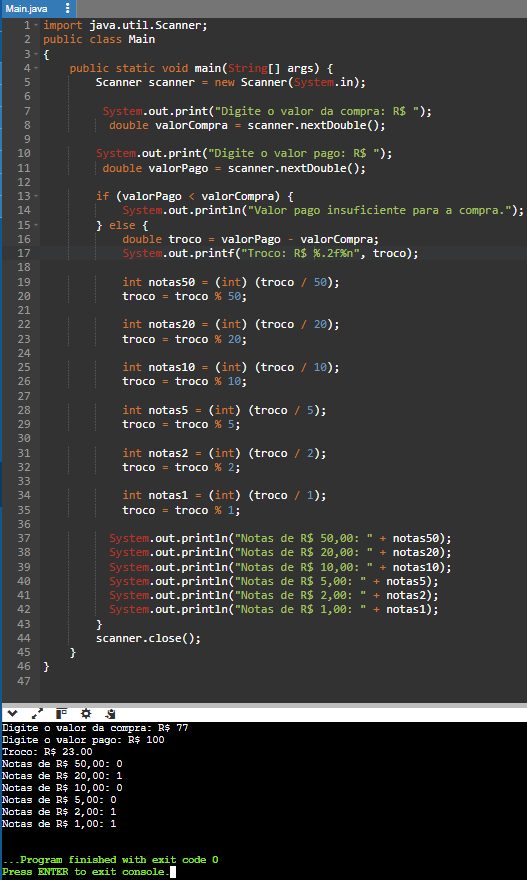 Main.java
1 import java.util.Scanner;
2 public class Main
3 {
4 public static void main(String[] args) {
5 Scanner scanner = new Scanner(System.in);
6
7 System.out.print("Digite o valor da compra: R$ ");
8 double valorCompra = scanner.nextDouble();
9
10 System.out.print("Digite o valor pago: R$ ");
11 double valorPago = scanner.nextDouble();
12
13 if (valorPago < valorCompra) {
14 System.out.println("Valor pago insuficiente para a compra.");
15 } else {
16 double troco = valorPago - valorCompra;
17 System.out.printf("Troco: R$ %.2f%n", troco);
18
19 int notas50 = (int) (troco / 50);
20 troco = troco % 50;
21
22 int notas20 = (int) (troco / 20);
23 troco = troco % 20;
24
25 int notas10 = (int) (troco / 10);
26 troco = troco % 10;
27
28 int notas5 = (int) (troco / 5);
29 troco = troco % 5;
30
31 int notas2 = (int) (troco / 2);
32 troco = troco % 2;
33
34 int notas1 = (int) (troco / 1);
35 troco = troco % 1;
36
37 System.out.println("Notas de R$ 50,00: " + notas50);
38 System.out.println("Notas de R$ 20,00: " + notas20);
39 System.out.println("Notas de R$ 10,00: " + notas10);
40 System.out.println("Notas de R$ 5,00: " + notas5);
41 System.out.println("Notas de R$ 2,00: " + notas2);
42 System.out.println("Notas de R$ 1,00: " + notas1);
43 }
44 scanner.close();
45 }
46 }
47
Digite o valor da compra: R$ 77
Digite o valor pago: R$ 100
Troco: R$ 23.00
Notas de R$ 50,00: 0
Notas de R$ 20,00: 1
Notas de R$ 10,00: 0
Notas de R$ 5,00: 0
Notas de R$ 2,00: 1
Notas de R$ 1,00: 1
...Program finished with exit code 0
Press ENTER to exit console.